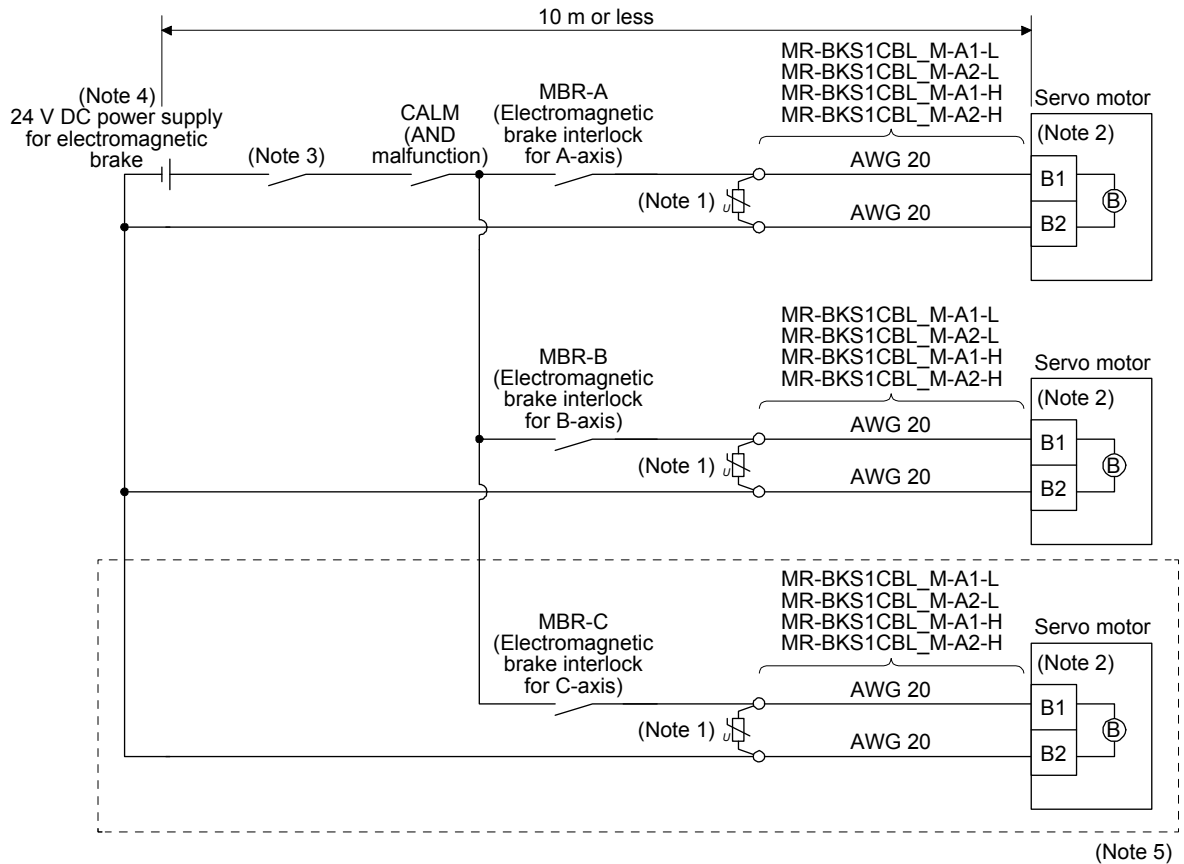 10 m or less
MR-BKS1CBL_M-A1-L
MR-BKS1CBL_M-A2-L
MR-BKS1CBL_M-A1-H
MR-BKS1CBL_M-A2-H
(Note 4)
24 V DC power supply
for electromagnetic
brake
(Note 3)
CALM
(AND
malfunction)
MBR-A
(Electromagnetic
brake interlock
for A-axis)
Servo motor
(Note 2)
AWG 20
B1
(Note 1)
U
B
AWG 20
B2
MR-BKS1CBL_M-A1-L
MR-BKS1CBL_M-A2-L
MR-BKS1CBL_M-A1-H
MR-BKS1CBL_M-A2-H
MBR-B
(Electromagnetic
brake interlock
for B-axis)
Servo motor
(Note 2)
AWG 20
B1
(Note 1)
U
B
AWG 20
B2
MR-BKS1CBL_M-A1-L
MR-BKS1CBL_M-A2-L
MR-BKS1CBL_M-A1-H
MR-BKS1CBL_M-A2-H
MBR-C
(Electromagnetic
brake interlock
for C-axis)
Servo motor
(Note 2)
AWG 20
B1
(Note 1)
U
B
AWG 20
B2
(Note 5)